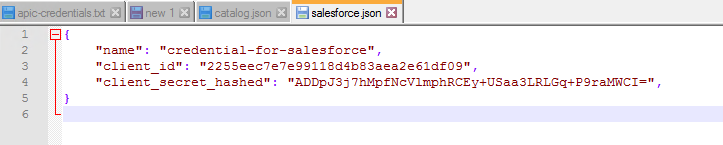 apic-credentials.txt new 1 catalog.json salesforce.json
1 {
2 "name": "credential-for-salesforce",
3 "client_id": "2255eec7e7e99118d4b83aea2e61df09",
4 "client_secret_hashed": "ADDpJ3j7hMpfNcVlmphRCEy+USaa3LRLGq+P9raMWCI=",
5 }
6